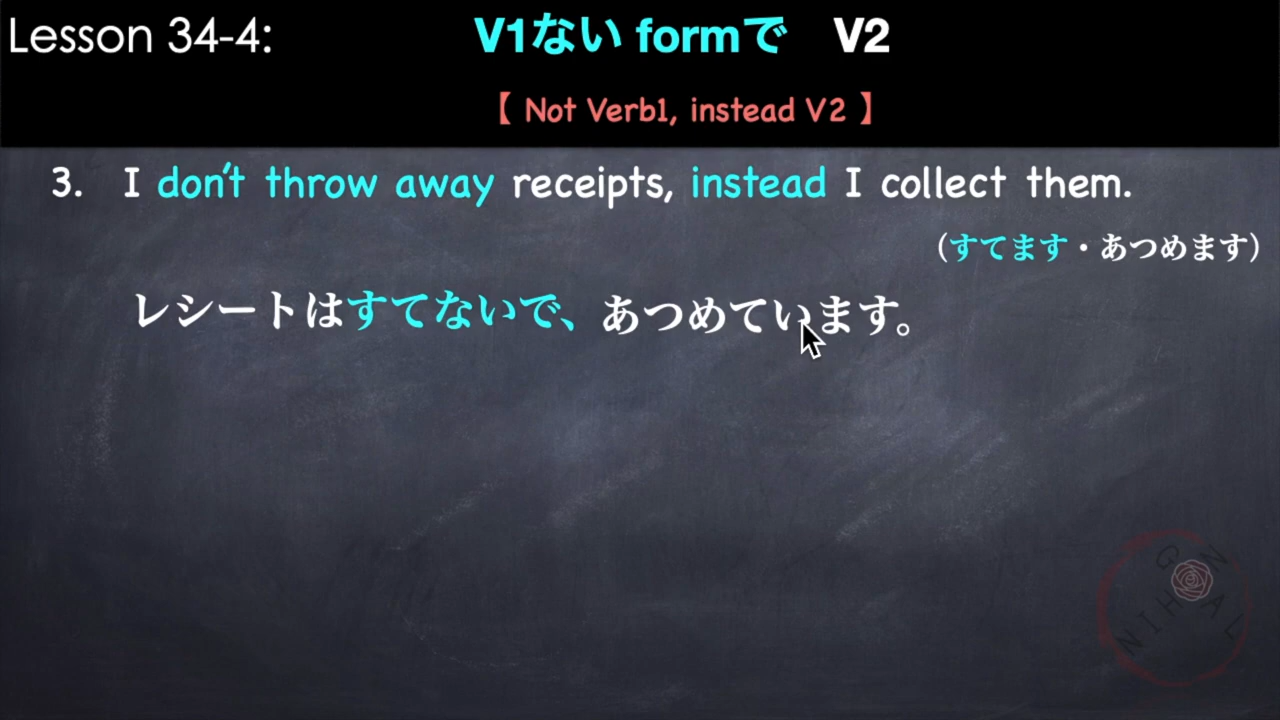 Lesson 34-4: V1ない formで V2
【 Not Verb1, instead V2 】
3. I don't throw away receipts, instead I collect them.
（すてます・あつめます）
レシートはすてないで、あつめています。
NIHONGOAL